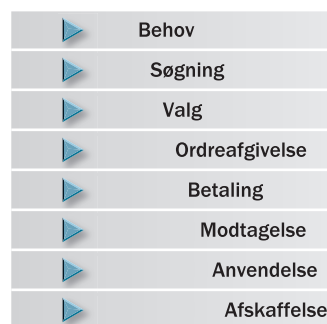 Behov
Søgning
Valg
Ordreafgivelse
Betaling
Modtagelse
Anvendelse
Afskaffelse